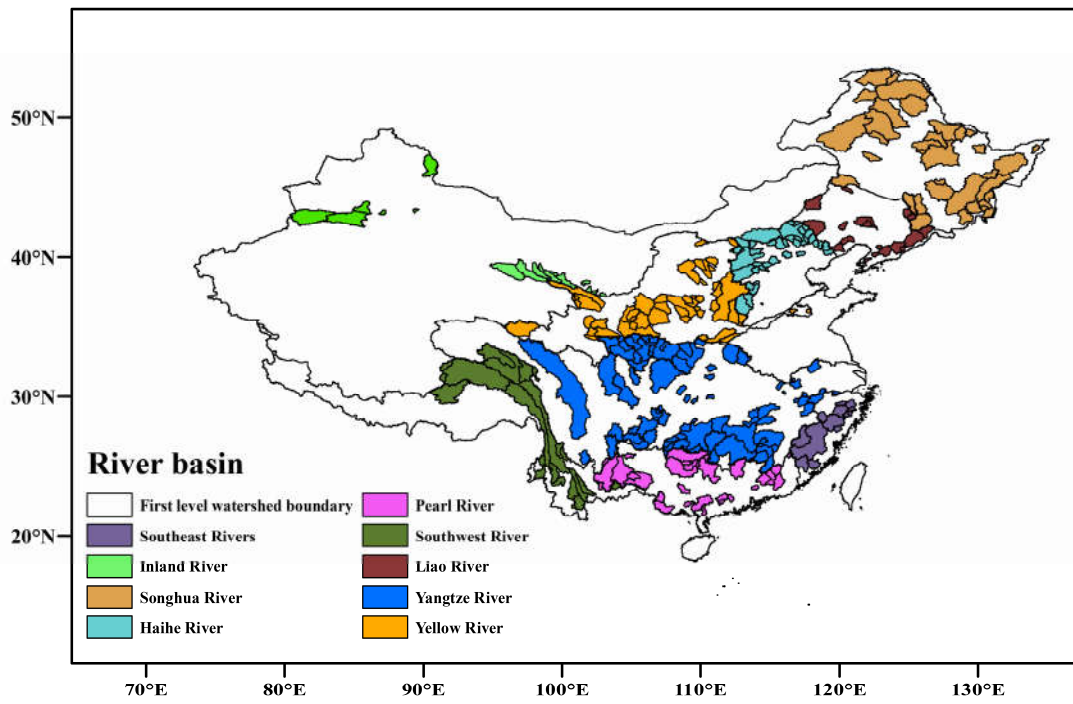 50°N
40°N
30°N
20°N
River basin
First level watershed boundary
Pearl River
Southeast Rivers
Southwest River
Inland River
Liao River
Songhua River
Yangtze River
Haihe River
Yellow River
70°E 80°E 90°E 100°E 110°E 120°E 130°E